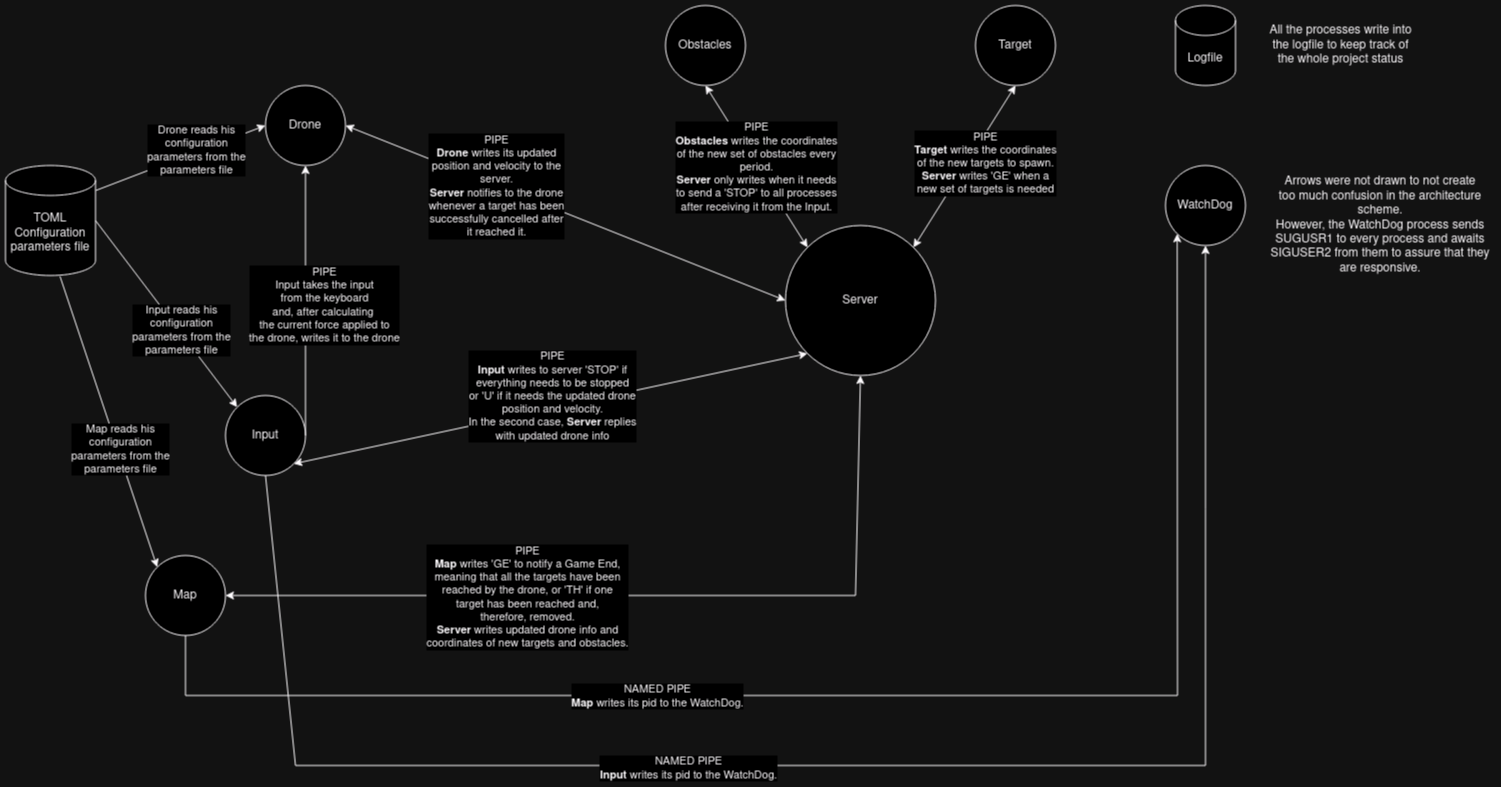 Obstacles
Target
Logfile
All the processes write into
the logfile to keep track of
the whole project status
Drone
Drone reads his
configuration
parameters from the
parameters file
PIPE
Drone writes its updated
position and velocity to the
server.
Server notifies to the drone
whenever a target has been
successfully cancelled after
it reached it.
PIPE
Obstacles writes the coordinates
of the new set of obstacles every
period.
Server only writes when it needs
to send a 'STOP' to all processes
after receiving it from the Input.
PIPE
Target writes the coordinates
of the new targets to spawn.
Server writes 'GE' when a
new set of targets is needed
TOML
Configuration
parameters file
WatchDog
Arrows were not drawn to not create
too much confusion in the architecture
scheme.
However, the WatchDog process sends
SUGUSR1 to every process and awaits
SIGUSER2 from them to assure that they
are responsive.
PIPE
Input takes the input
from the keyboard
and, after calculating
the current force applied to
the drone, writes it to the drone
Server
Input reads his
configuration
parameters from the
parameters file
PIPE
Input writes to server 'STOP' if
everything needs to be stopped
or 'U' if it needs the updated drone
position and velocity.
In the second case, Server replies
with updated drone info
Input
Map reads his
configuration
parameters from the
parameters file
Map
PIPE
Map writes 'GE' to notify a Game End,
meaning that all the targets have been
reached by the drone, or 'TH' if one
target has been reached and,
therefore, removed.
Server writes updated drone info and
coordinates of new targets and obstacles.
NAMED PIPE
Map writes its pid to the WatchDog.
NAMED PIPE
Input writes its pid to the WatchDog.